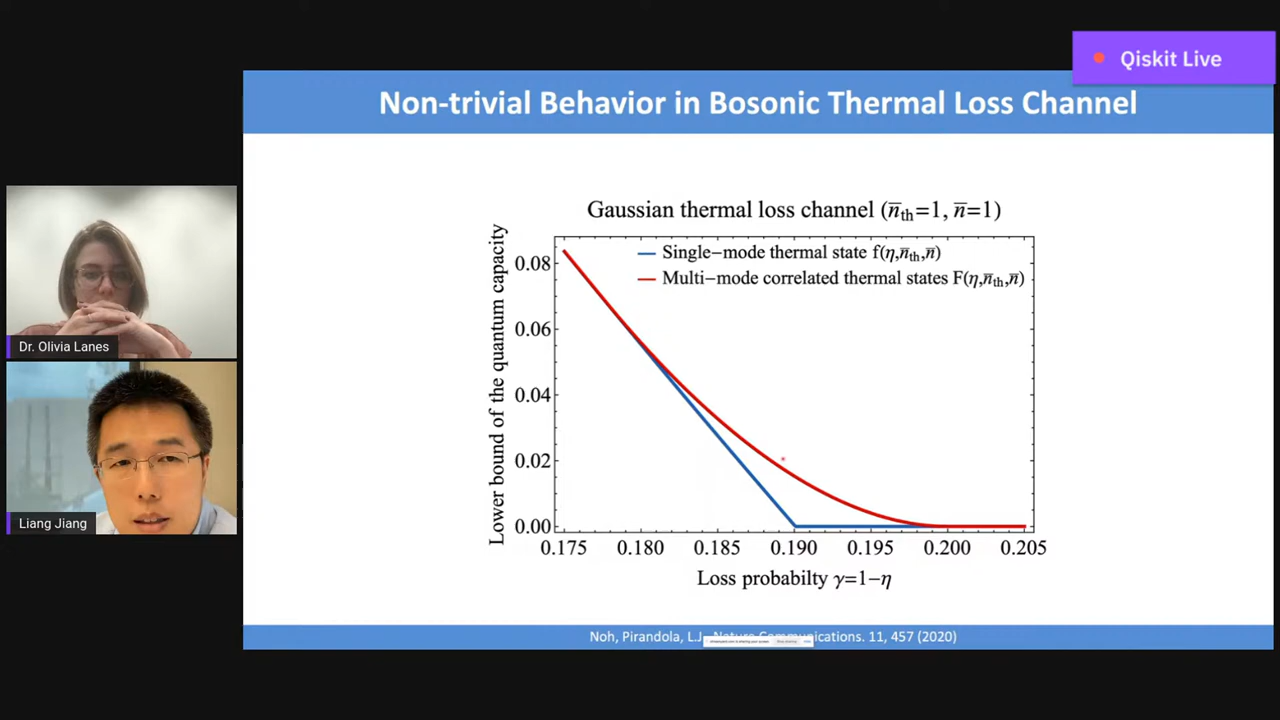 Qiskit Live
Non-trivial Behavior in Bosonic Thermal Loss Channel
Gaussian thermal loss channel (n̄th=1, n̄=1)
Single-mode thermal state f(η,n̄th,n̄)
Multi-mode correlated thermal states F(η,n̄th,n̄)
Lower bound of the quantum capacity
0.08
0.06
0.04
0.02
0.00
0.175 0.180 0.185 0.190 0.195 0.200 0.205
Loss probabilty γ=1-η
Dr. Olivia Lanes
Liang Jiang
Noh, Pirandola, L.J. Nature Communications. 11, 457 (2020)